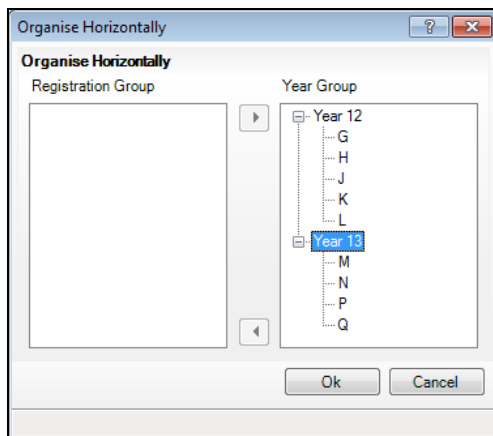 Organise Horizontally
?
Organise Horizontally
Registration Group
Year Group
Year 12
G
H
J
K
L
Year 13
M
N
P
Q
Ok
Cancel